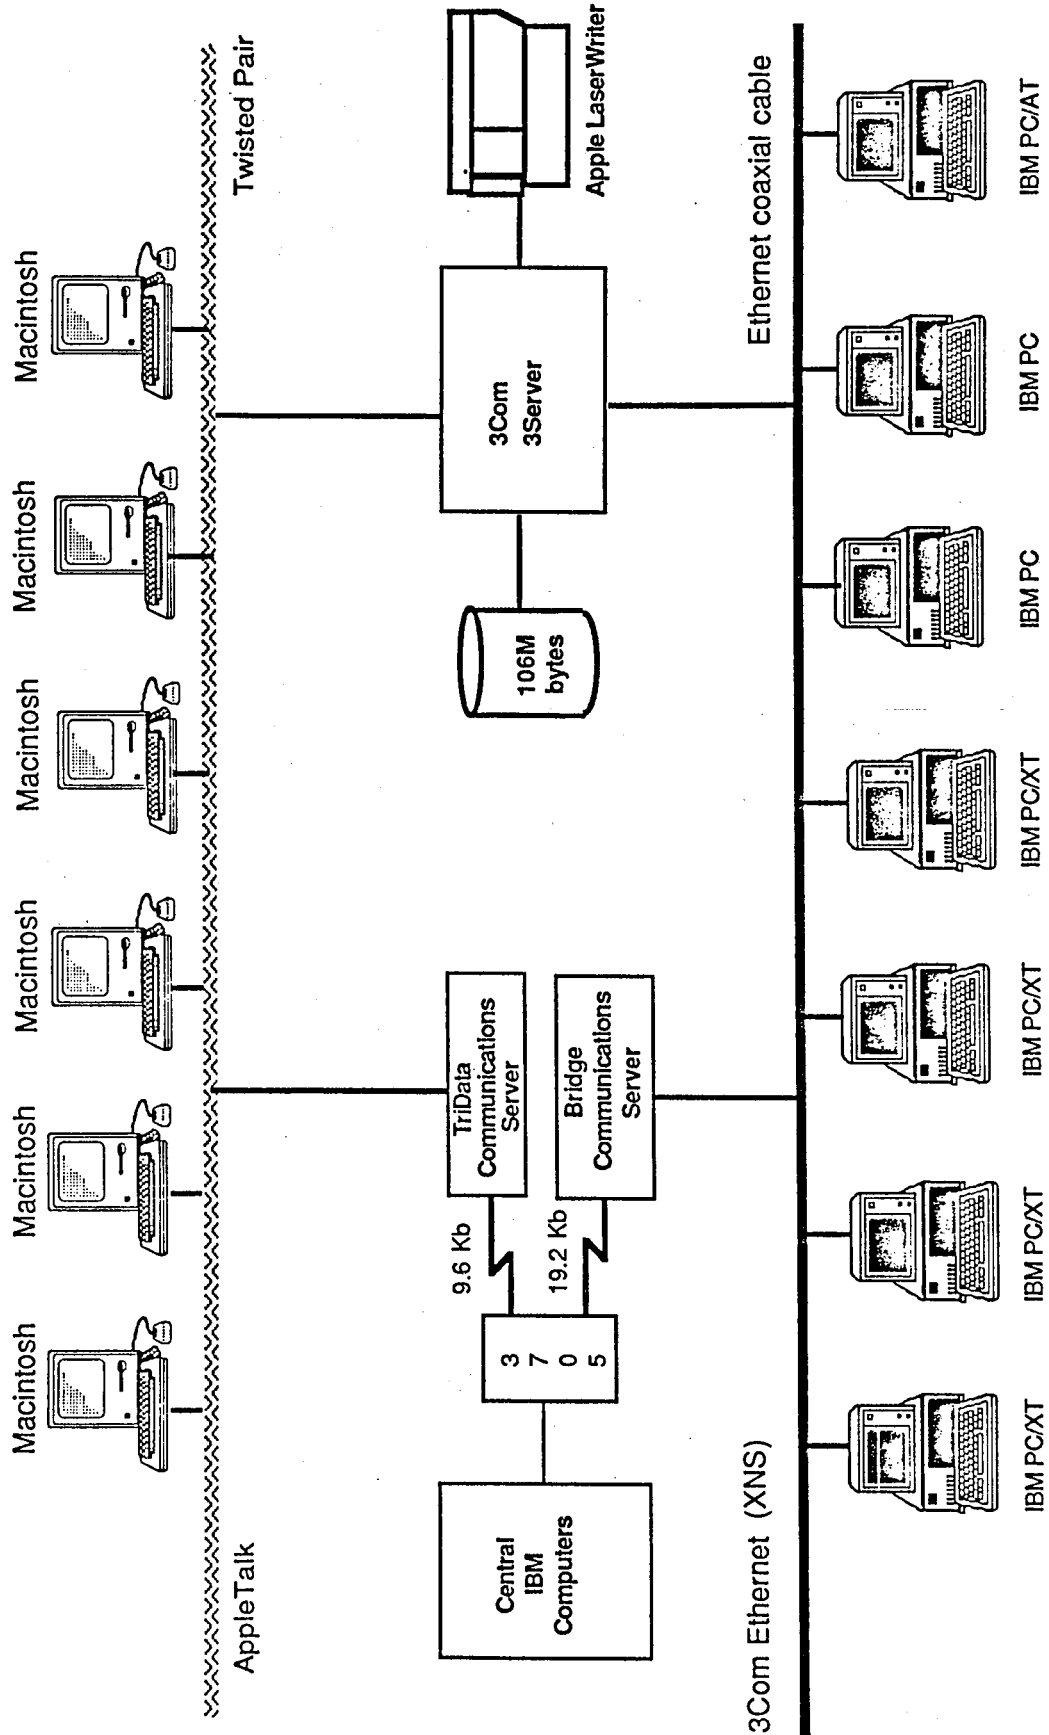 Macintosh
Macintosh
Macintosh
Macintosh
Macintosh
Macintosh
AppleTalk
Twisted Pair
Central
IBM
Computers
3
7
0
5
9.6 Kb
19.2 Kb
TriData
Communications
Server
Bridge
Communications
Server
106M
bytes
3Com
3Server
Apple LaserWriter
3Com Ethernet (XNS)
Ethernet coaxial cable
IBM PC/XT
IBM PC/XT
IBM PC/XT
IBM PC/XT
IBM PC
IBM PC
IBM PC/AT